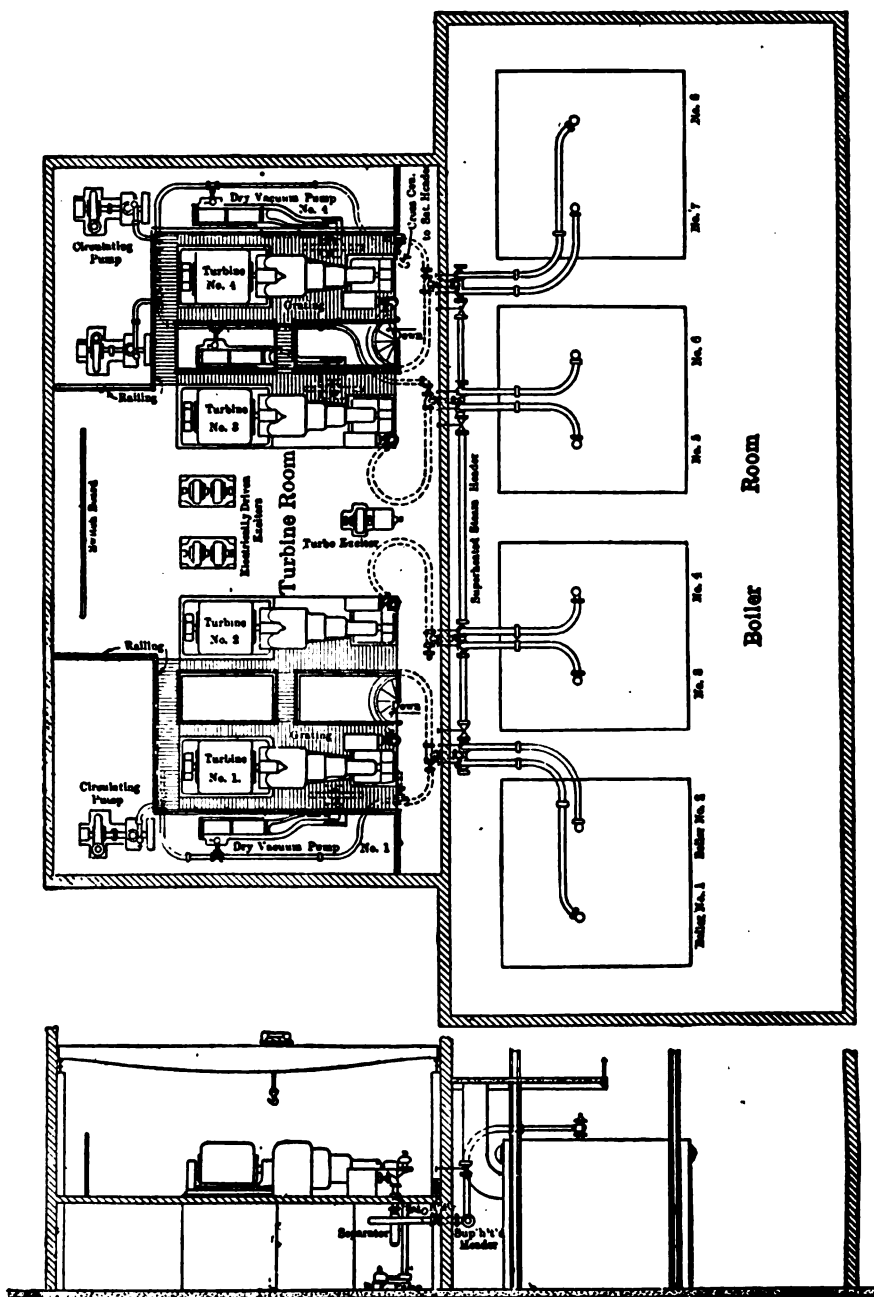 No. 8
No. 7
Dry Vacuum Pump
No. 4
Cross Con.
to Sat. Header
Circulating
Pump
Turbine
No. 4
Grating
Down
No. 6
Railing
Turbine
No. 3
No. 5
Switch Board
Electrically Driven
Exciters
Turbine Room
Turbo Exciter
Superheated Steam Header
Boiler Room
No. 4
Turbine
No. 2
Railing
No. 3
Down
Grating
Turbine
No. 1.
Circulating
Pump
Boiler No. 2
Dry Vacuum Pump
No. 1
Boiler No. 1
Separator
Sup'h't'd
Header